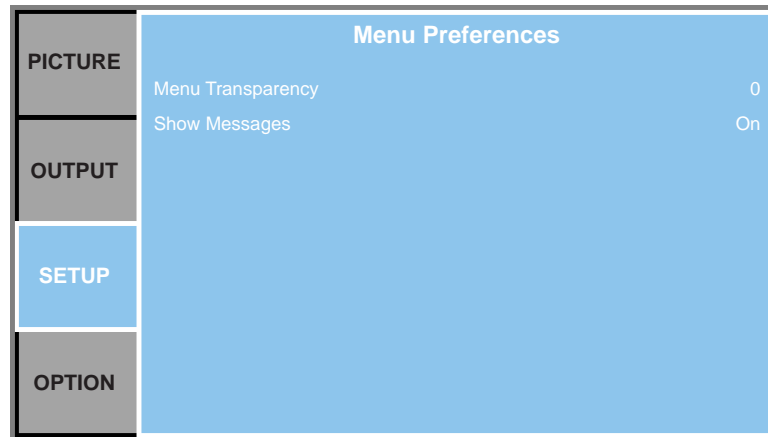 PICTURE
OUTPUT
SETUP
OPTION
Menu Preferences
Menu Transparency 0
Show Messages On